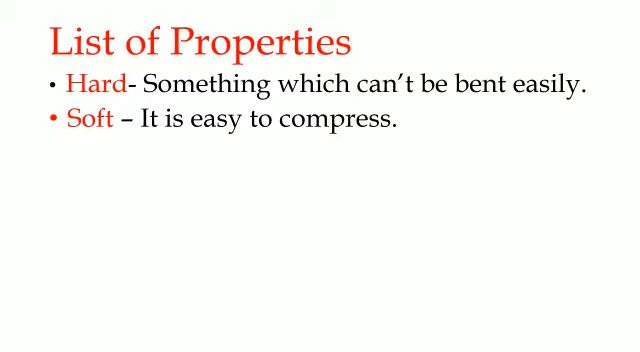 List of Properties
• Hard- Something which can’t be bent easily.
• Soft – It is easy to compress.